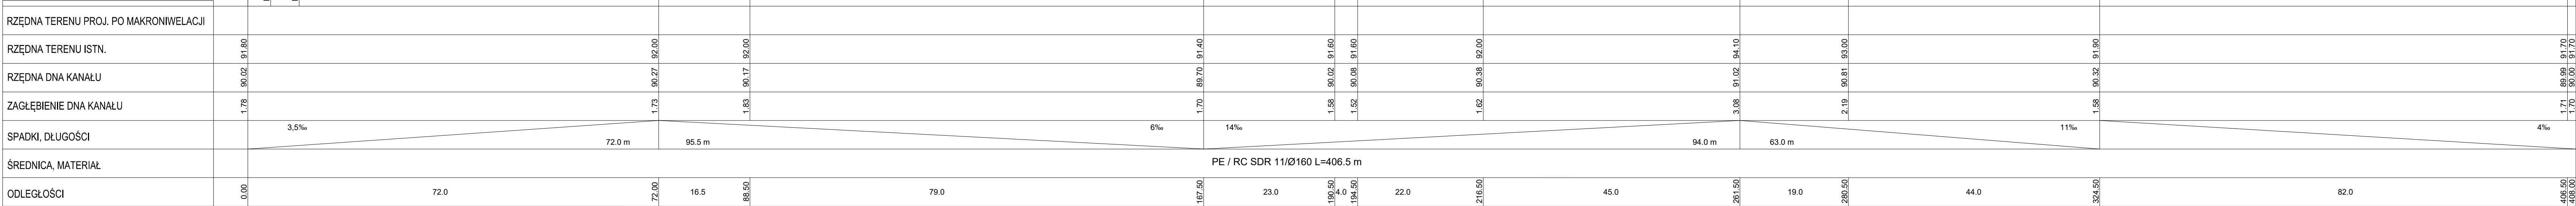 RZĘDNA TERENU PROJ. PO MAKRONIWELACJI
RZĘDNA TERENU ISTN. 91.80 92.00 92.00 91.40 91.60 91.60 92.00 94.10 93.00 91.90 91.70 91.70
RZĘDNA DNA KANAŁU 90.02 90.27 90.17 89.70 90.02 90.08 90.38 91.02 90.81 90.32 89.99 90.00
ZAGŁĘBIENIE DNA KANAŁU 1.78 1.73 1.83 1.70 1.58 1.52 1.62 3.08 2.19 1.58 1.71 1.70
3,5‰ 6‰ 14‰ 11‰ 4‰
SPADKI, DŁUGOŚCI 72.0 m 95.5 m 94.0 m 63.0 m
ŚREDNICA, MATERIAŁ PE / RC SDR 11/Ø160 L=406.5 m
ODLEGŁOŚCI 0.00 72.0 72.00 16.5 88.50 79.0 167.50 23.0 190.50 4.0 194.50 22.0 216.50 45.0 261.50 19.0 280.50 44.0 324.50 82.0 406.50 408.00